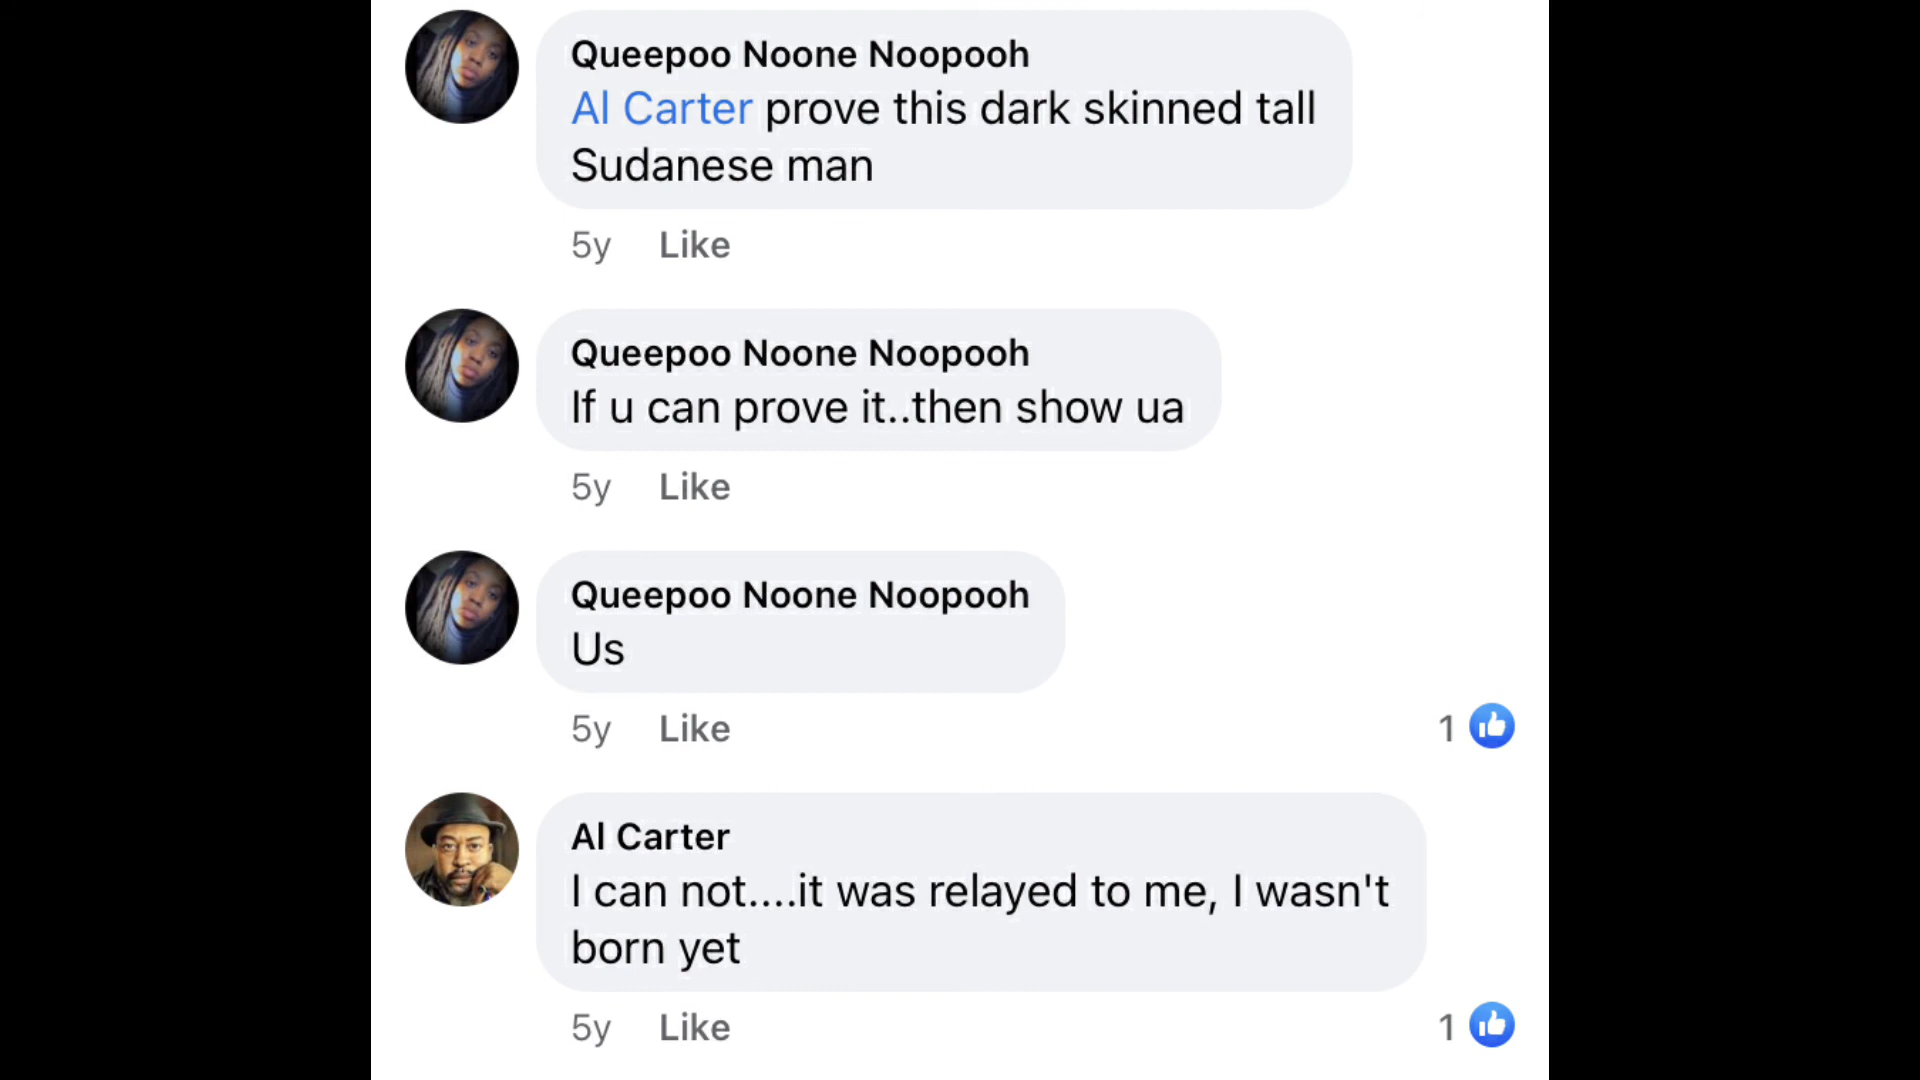 Queepoo Noone Noopooh
Al Carter prove this dark skinned tall
Sudanese man
5y Like
Queepoo Noone Noopooh
If u can prove it..then show ua
5y Like
Queepoo Noone Noopooh
Us
5y Like 1
Al Carter
I can not....it was relayed to me, I wasn't
born yet
5y Like 1